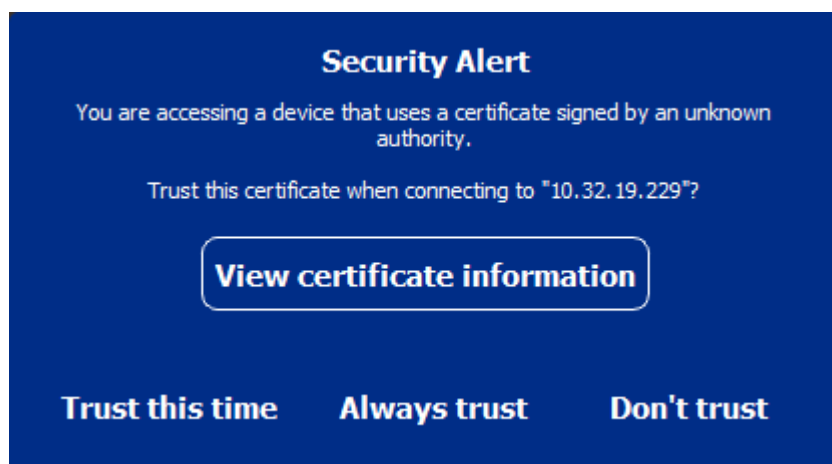 Security Alert
You are accessing a device that uses a certificate signed by an unknown
authority.
Trust this certificate when connecting to "10.32.19.229"?
View certificate information
Trust this time Always trust Don't trust